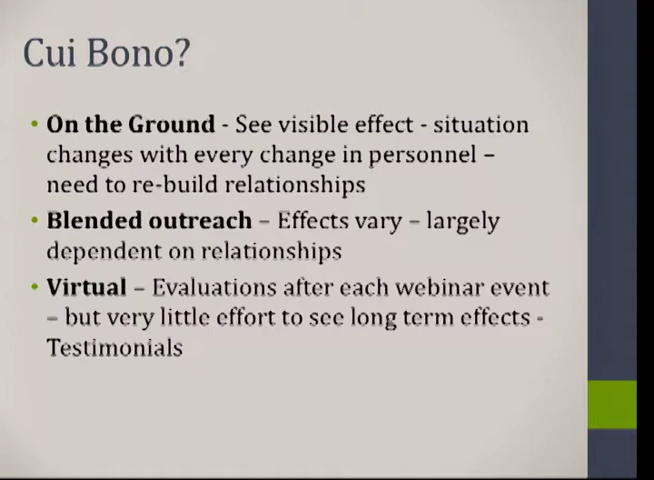 Cui Bono?
• On the Ground - See visible effect - situation
changes with every change in personnel –
need to re-build relationships
• Blended outreach – Effects vary – largely
dependent on relationships
• Virtual – Evaluations after each webinar event
– but very little effort to see long term effects -
Testimonials